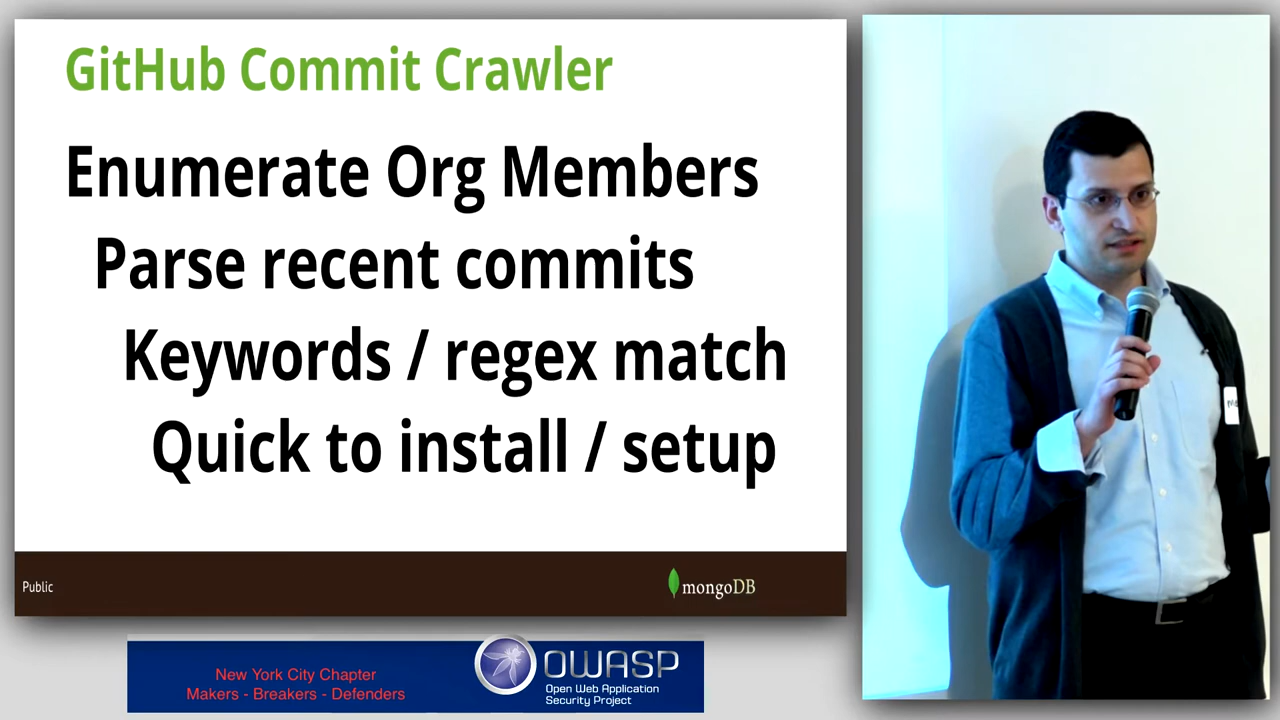 GitHub Commit Crawler
Enumerate Org Members
Parse recent commits
Keywords / regex match
Quick to install / setup
Public
mongoDB
New York City Chapter
Makers - Breakers - Defenders
OWASP
Open Web Application
Security Project